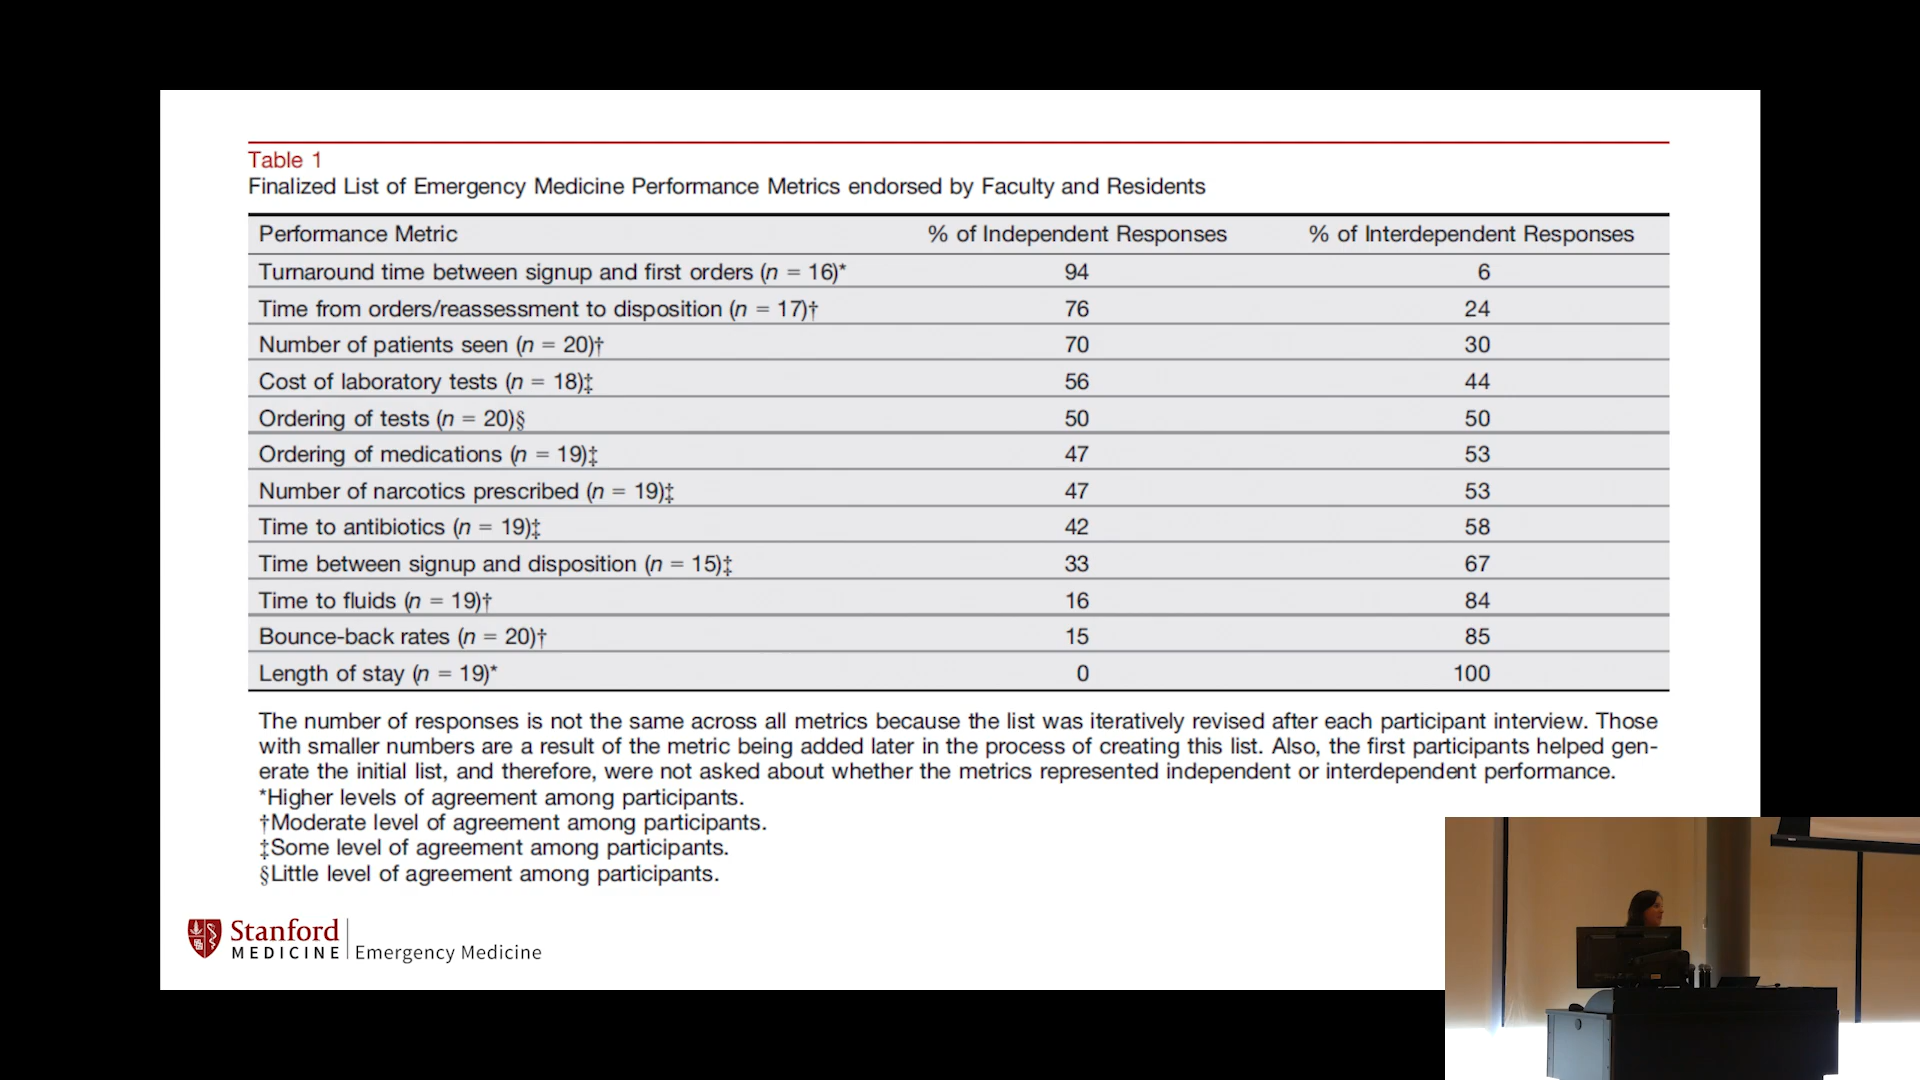 Table 1
Finalized List of Emergency Medicine Performance Metrics endorsed by Faculty and Residents
Performance Metric % of Independent Responses % of Interdependent Responses
Turnaround time between signup and first orders (n = 16)* 94 6
Time from orders/reassessment to disposition (n = 17)† 76 24
Number of patients seen (n = 20)† 70 30
Cost of laboratory tests (n = 18)‡ 56 44
Ordering of tests (n = 20)§ 50 50
Ordering of medications (n = 19)‡ 47 53
Number of narcotics prescribed (n = 19)‡ 47 53
Time to antibiotics (n = 19)‡ 42 58
Time between signup and disposition (n = 15)‡ 33 67
Time to fluids (n = 19)† 16 84
Bounce-back rates (n = 20)† 15 85
Length of stay (n = 19)* 0 100
The number of responses is not the same across all metrics because the list was iteratively revised after each participant interview. Those
with smaller numbers are a result of the metric being added later in the process of creating this list. Also, the first participants helped gen-
erate the initial list, and therefore, were not asked about whether the metrics represented independent or interdependent performance.
*Higher levels of agreement among participants.
†Moderate level of agreement among participants.
‡Some level of agreement among participants.
§Little level of agreement among participants.
Stanford
MEDICINE Emergency Medicine